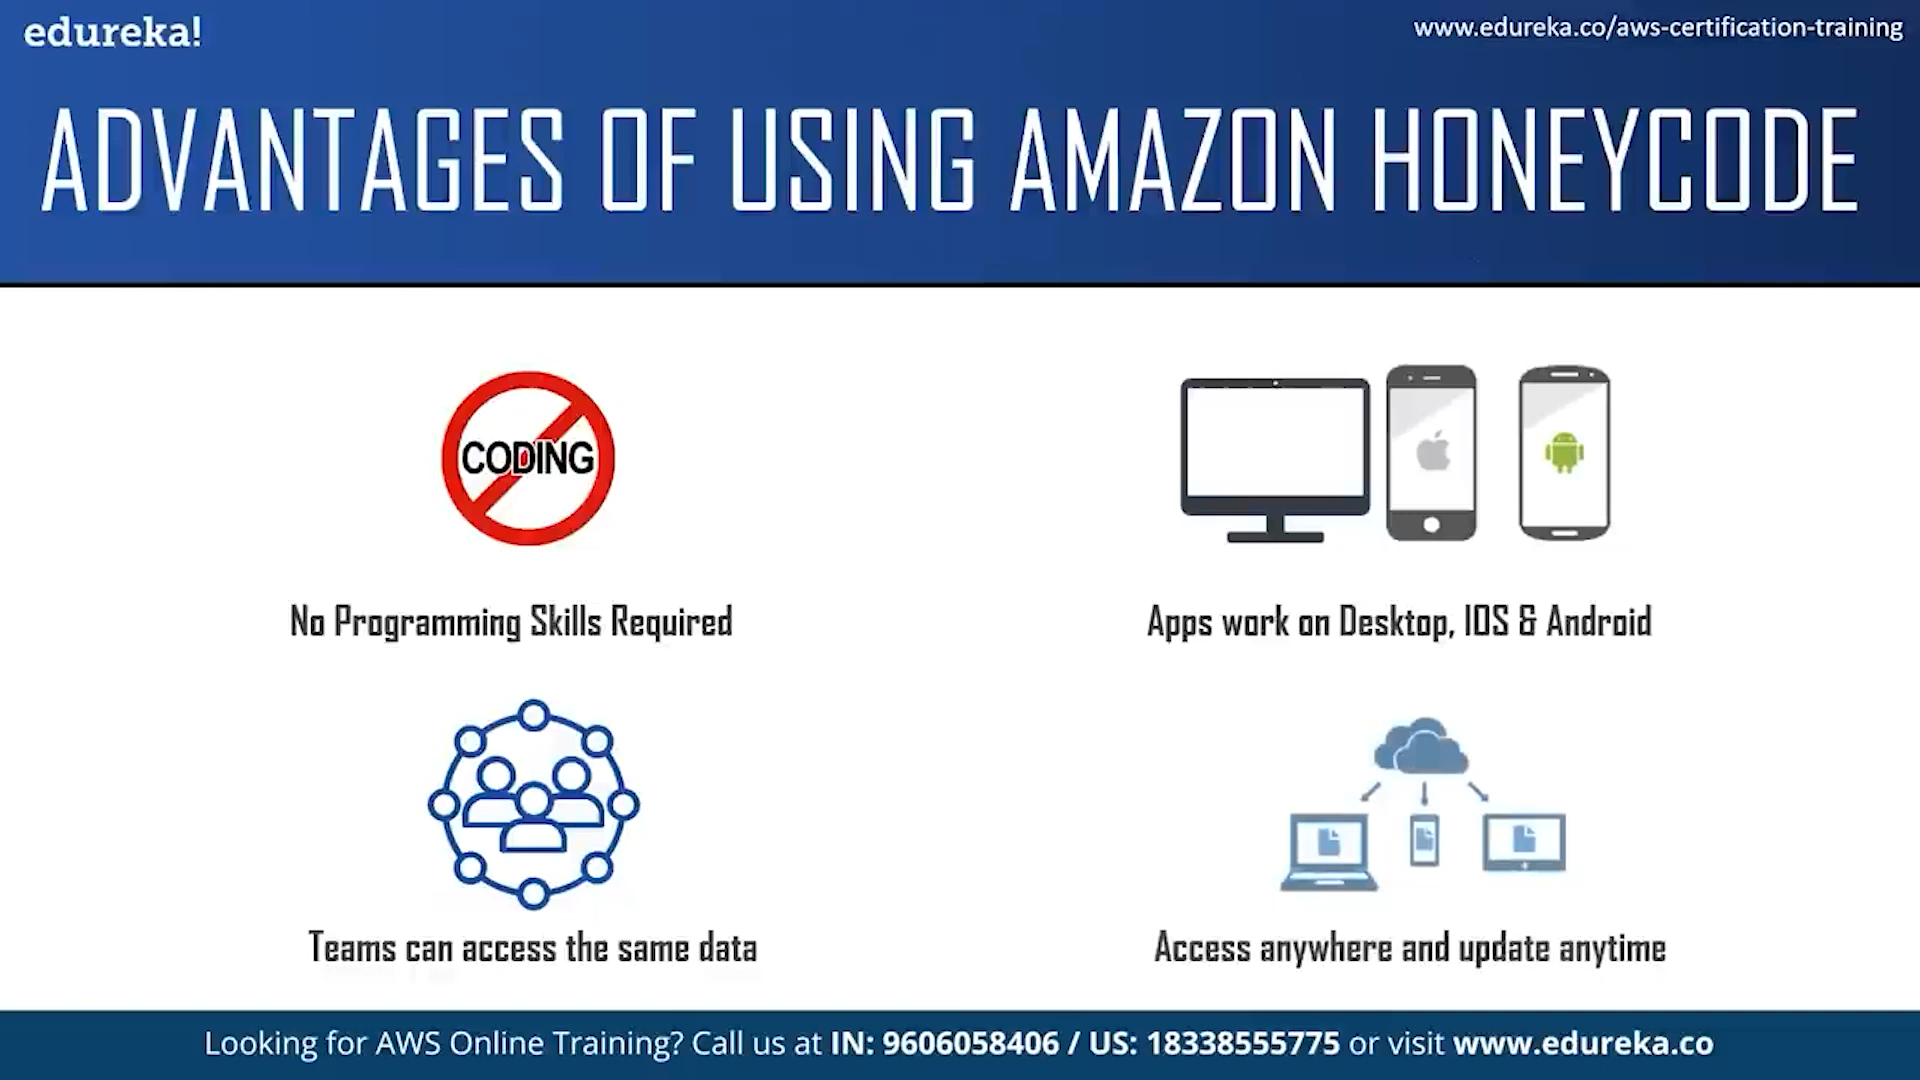 edureka!
www.edureka.co/aws-certification-training
ADVANTAGES OF USING AMAZON HONEYCODE
CODING
No Programming Skills Required
Apps work on Desktop, IOS & Android
Teams can access the same data
Access anywhere and update anytime
Looking for AWS Online Training? Call us at IN: 9606058406 / US: 18338555775 or visit www.edureka.co